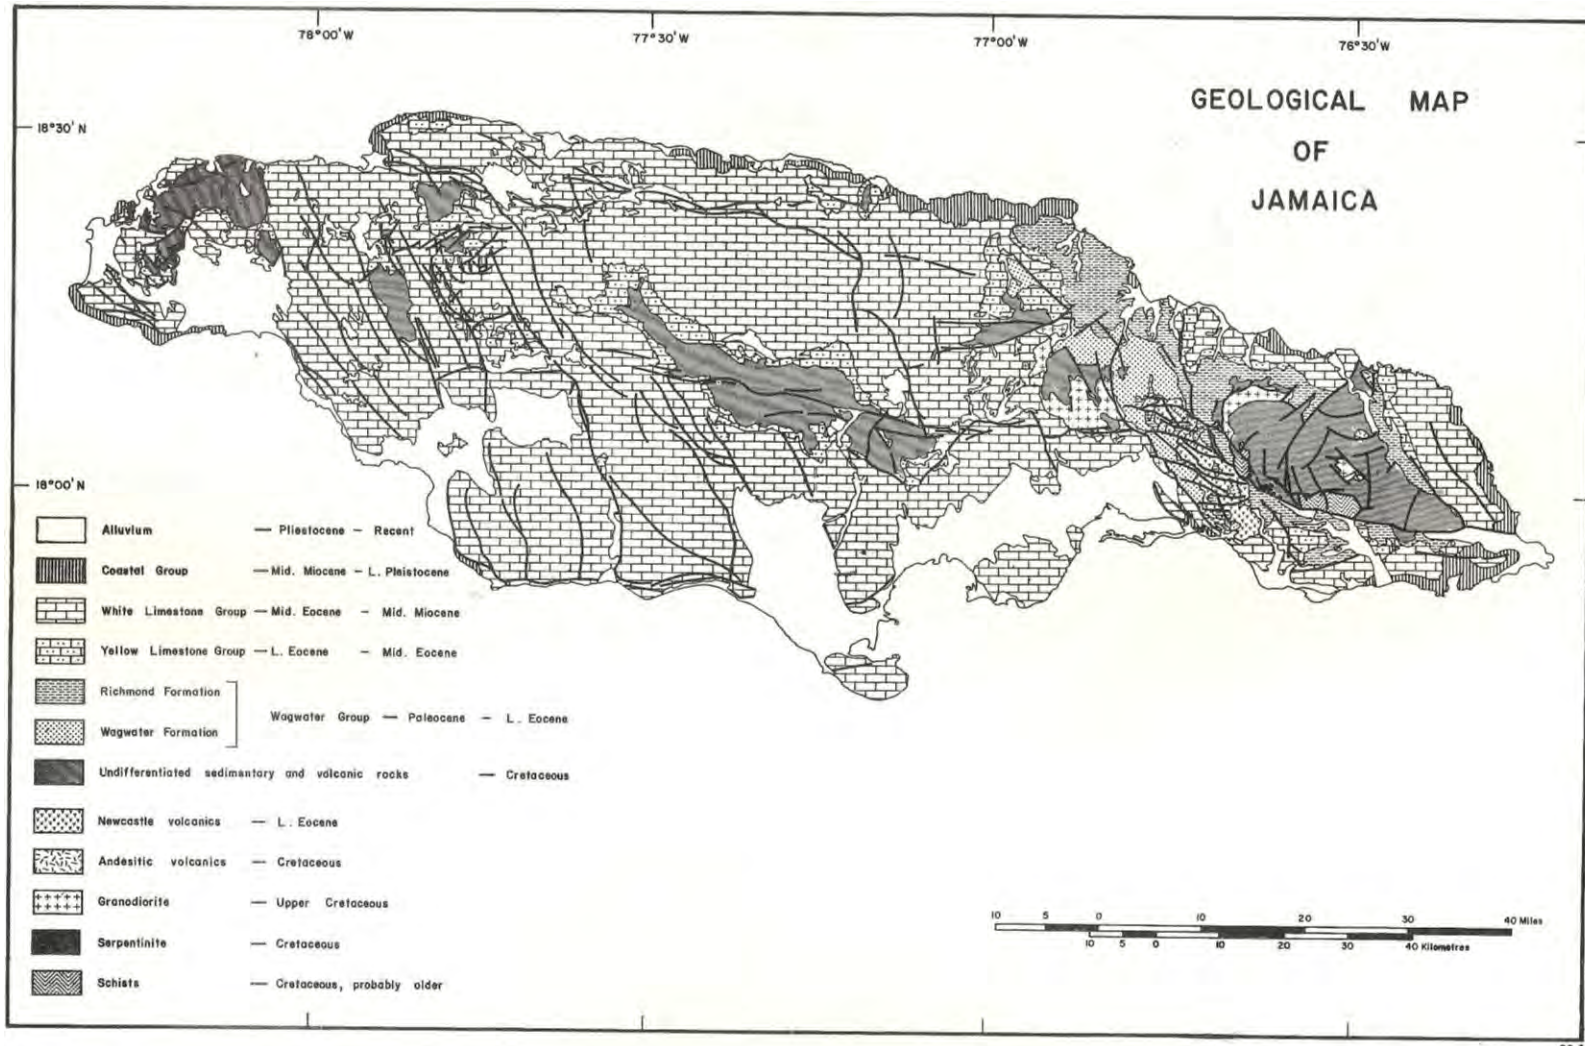 78°00'W
77°30'W
77°00'W
76°30'W
GEOLOGICAL MAP
OF
JAMAICA
18°30' N
18°00' N
Alluvium — Pliestocene - Recent
Coastal Group — Mid. Miocene - L. Pleistocene
White Limestone Group — Mid. Eocene - Mid. Miocene
Yellow Limestone Group — L. Eocene - Mid. Eocene
Richmond Formation
Wagwater Group — Paleocene - L. Eocene
Wagwater Formation
Undifferentiated sedimentary and volcanic rocks — Cretaceous
Newcastle volcanics — L. Eocene
Andesitic volcanics — Cretaceous
Granodiorite — Upper Cretaceous
Serpentinite — Cretaceous
Schists — Cretaceous, probably older
10 5 0 10 20 30 40 Miles
10 5 0 10 20 30 40 Kilometres